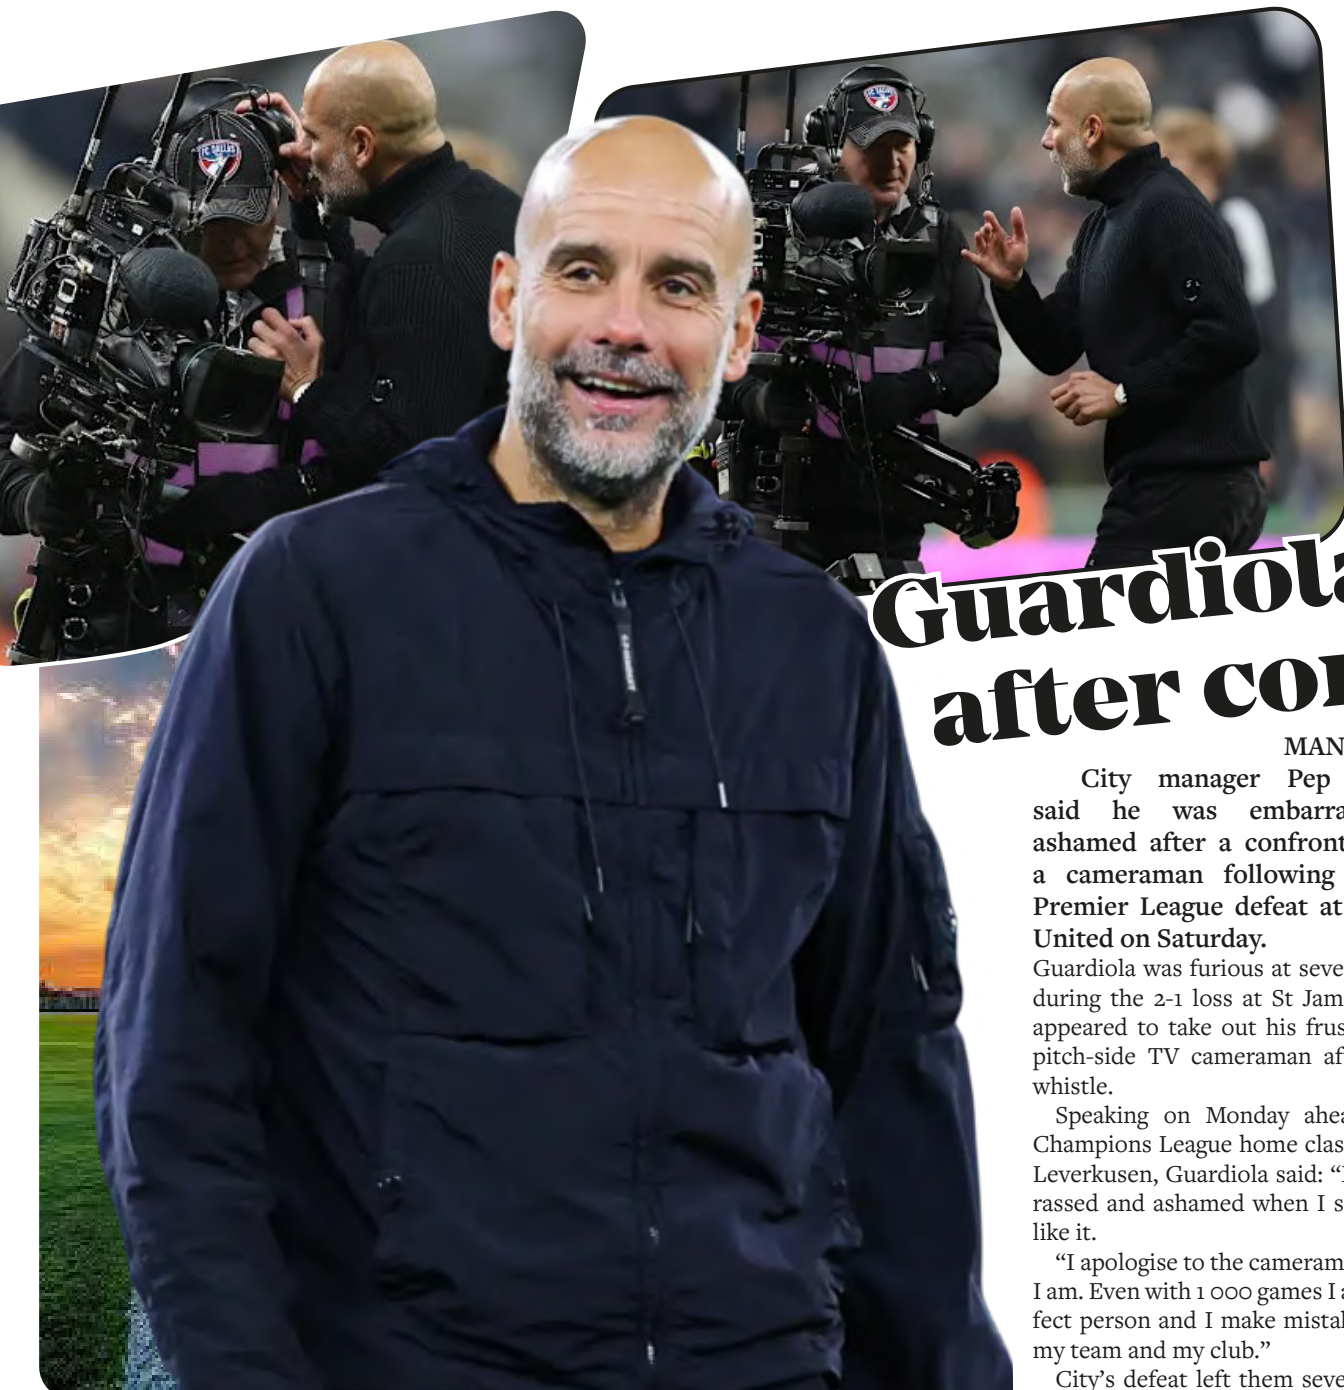 FC DALLAS
FC DALLAS
Guardiola
after con
MAN
City manager Pep
said he was embarra
ashamed after a confront
a cameraman following
Premier League defeat at
United on Saturday.
Guardiola was furious at seve
during the 2-1 loss at St Jam
appeared to take out his frus
pitch-side TV cameraman af
whistle.
Speaking on Monday ahea
Champions League home clas
Leverkusen, Guardiola said: “I
rassed and ashamed when I s
like it.
“I apologise to the cameram
I am. Even with 1 000 games I a
fect person and I make mistak
my team and my club.”
City’s defeat left them seve